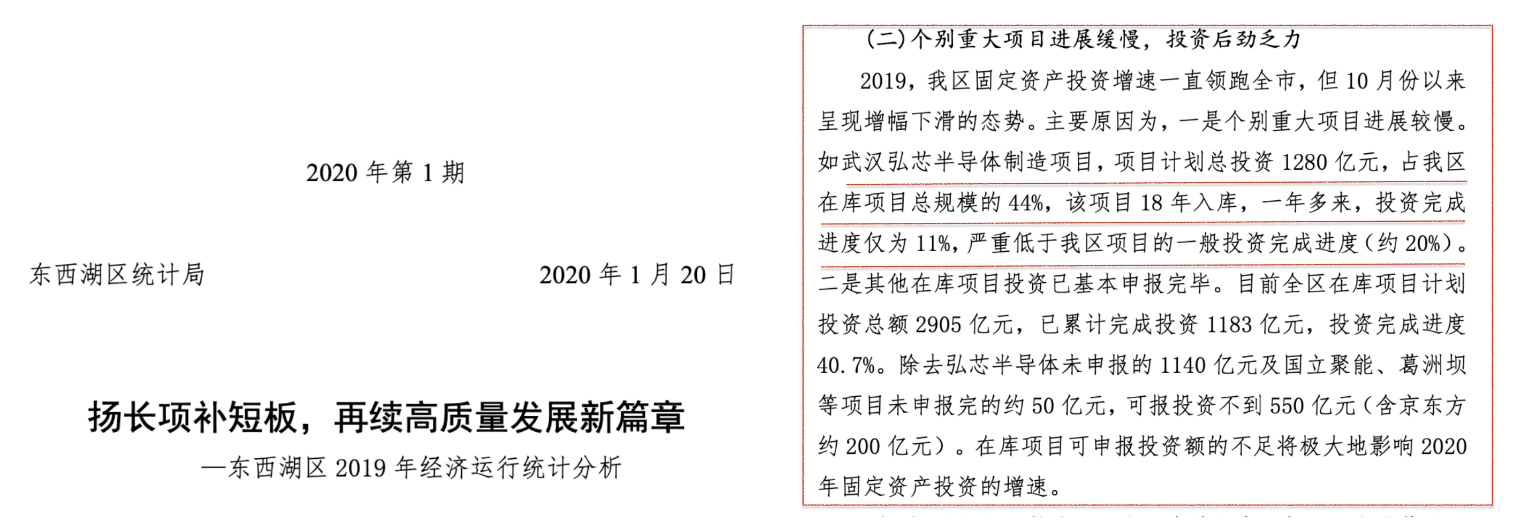 2020 年第 1 期
东西湖区统计局 2020 年 1 月 20 日
扬长项补短板，再续高质量发展新篇章
—东西湖区 2019 年经济运行统计分析
(二)个别重大项目进展缓慢，投资后劲乏力
2019，我区固定资产投资增速一直领跑全市，但 10 月份以来
呈现增幅下滑的态势。主要原因为，一是个别重大项目进展较慢。
如武汉弘芯半导体制造项目，项目计划总投资 1280 亿元，占我区
在库项目总规模的 44%，该项目 18 年入库，一年多来，投资完成
进度仅为 11%，严重低于我区项目的一般投资完成进度（约 20%）。
二是其他在库项目投资已基本申报完毕。目前全区在库项目计划
投资总额 2905 亿元，已累计完成投资 1183 亿元，投资完成进度
40.7%。除去弘芯半导体未申报的 1140 亿元及国立聚能、葛洲坝
等项目未申报完的约 50 亿元，可报投资不到 550 亿元（含京东方
约 200 亿元）。在库项目可申报投资额的不足将极大地影响 2020
年固定资产投资的增速。